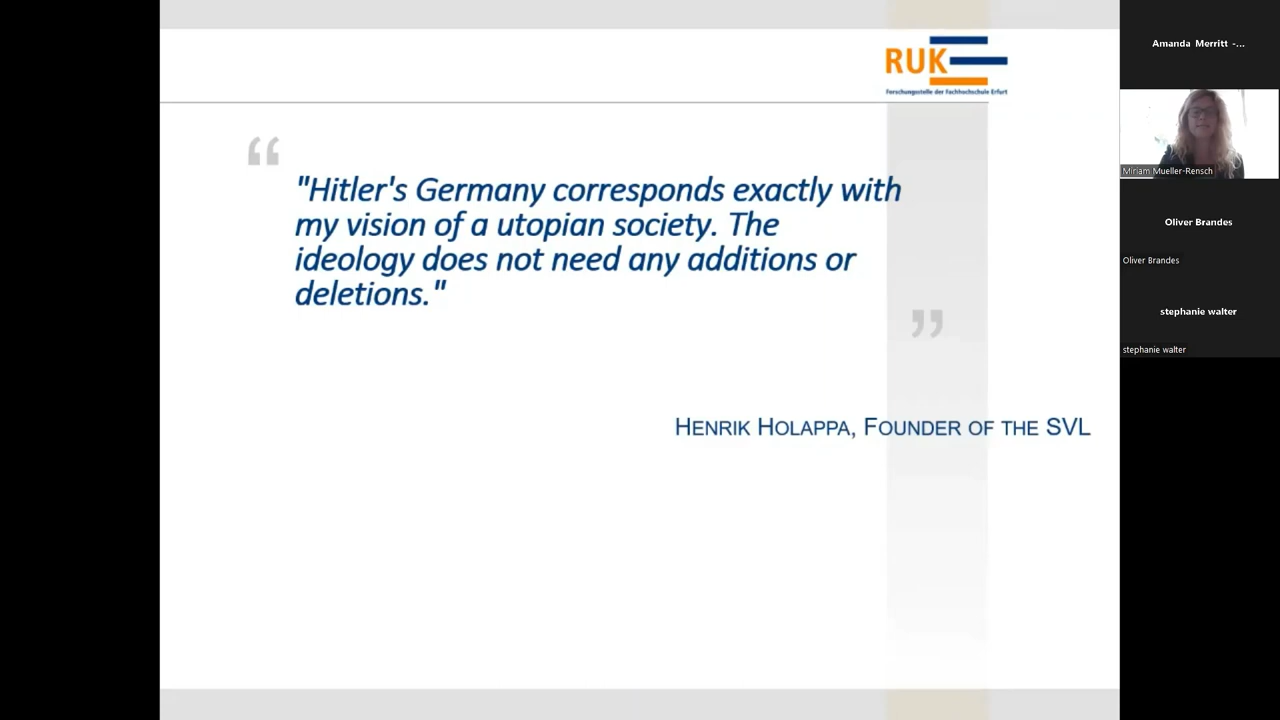 RUK
Forschungsstelle der Fachhochschule Erfurt
“
"Hitler's Germany corresponds exactly with
my vision of a utopian society. The
ideology does not need any additions or
deletions."
”
HENRIK HOLAPPA, FOUNDER OF THE SVL
Amanda Merritt -...
Miriam Mueller-Rensch
Oliver Brandes
Oliver Brandes
stephanie walter
stephanie walter